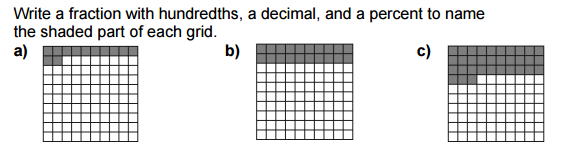 Write a fraction with hundredths, a decimal, and a percent to name
the shaded part of each grid.
a) b) c)